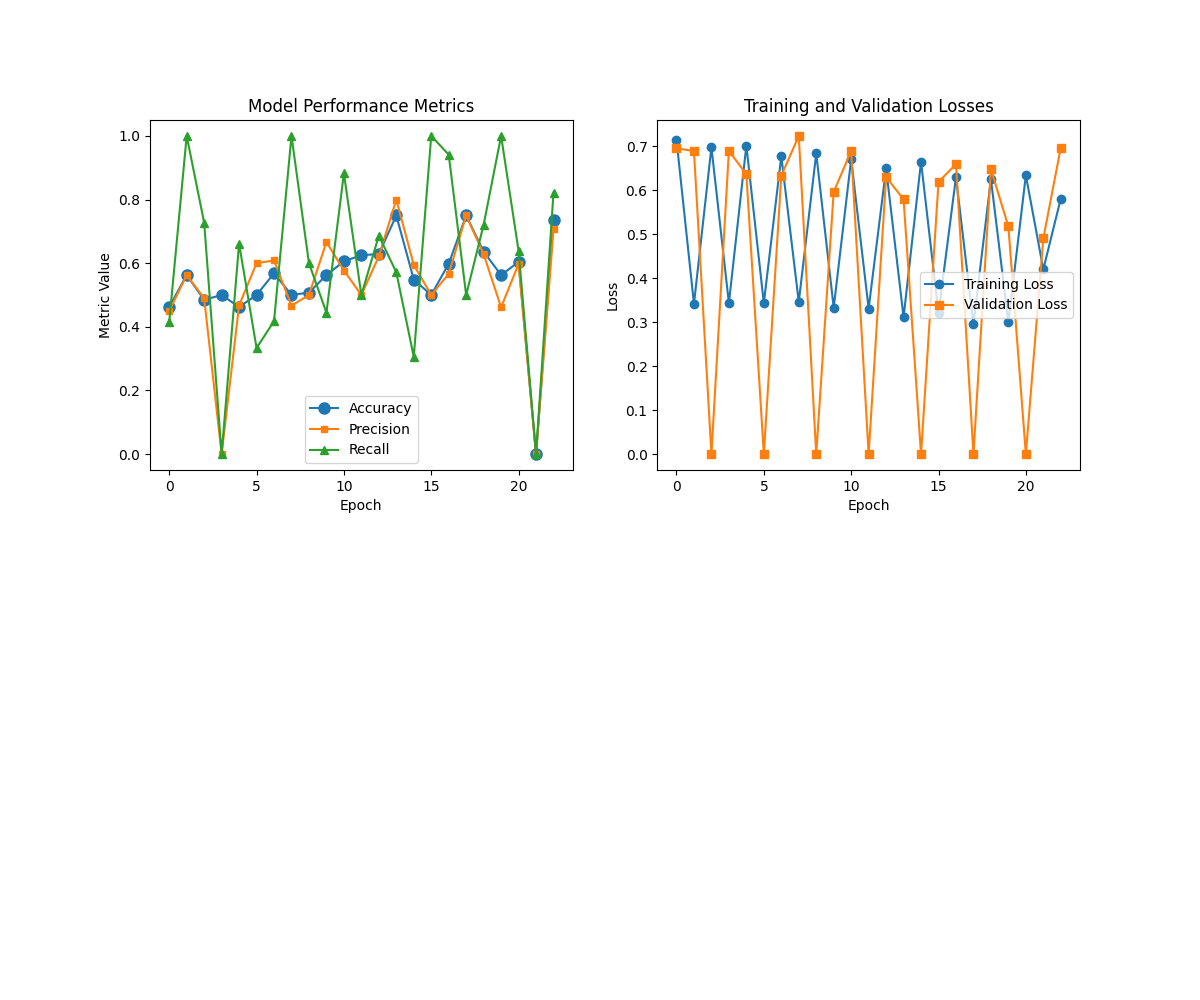 Model Performance Metrics
Metric Value
1.0
0.8
0.6
0.4
0.2
0.0
Accuracy
Precision
Recall
0 5 10 15 20
Epoch
Training and Validation Losses
Loss
0.7
0.6
0.5
0.4
0.3
0.2
0.1
0.0
Training Loss
Validation Loss
0 5 10 15 20
Epoch